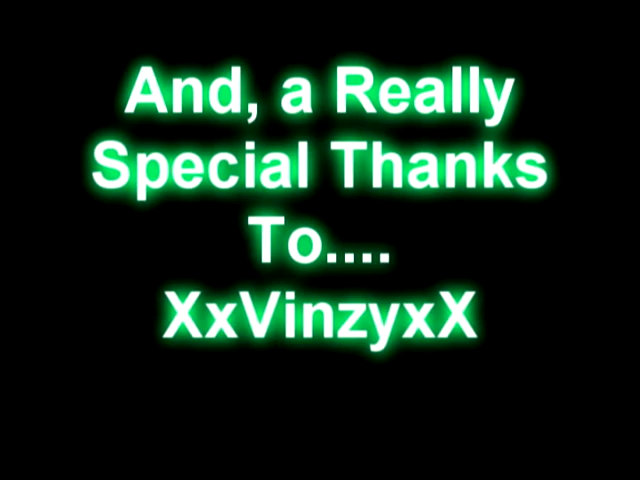 And, a Really
Special Thanks
To....
XxVinzyxX